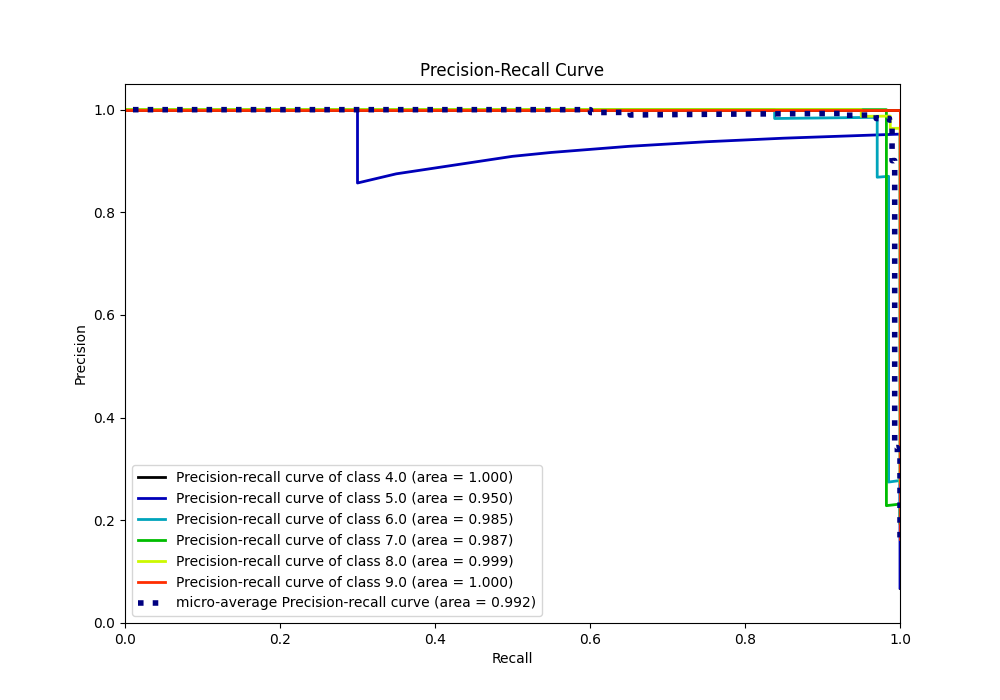 Precision-Recall Curve
1.0
0.8
0.6
0.4
0.2
0.0
Precision
Precision-recall curve of class 4.0 (area = 1.000)
Precision-recall curve of class 5.0 (area = 0.950)
Precision-recall curve of class 6.0 (area = 0.985)
Precision-recall curve of class 7.0 (area = 0.987)
Precision-recall curve of class 8.0 (area = 0.999)
Precision-recall curve of class 9.0 (area = 1.000)
micro-average Precision-recall curve (area = 0.992)
0.0 0.2 0.4 0.6 0.8 1.0
Recall